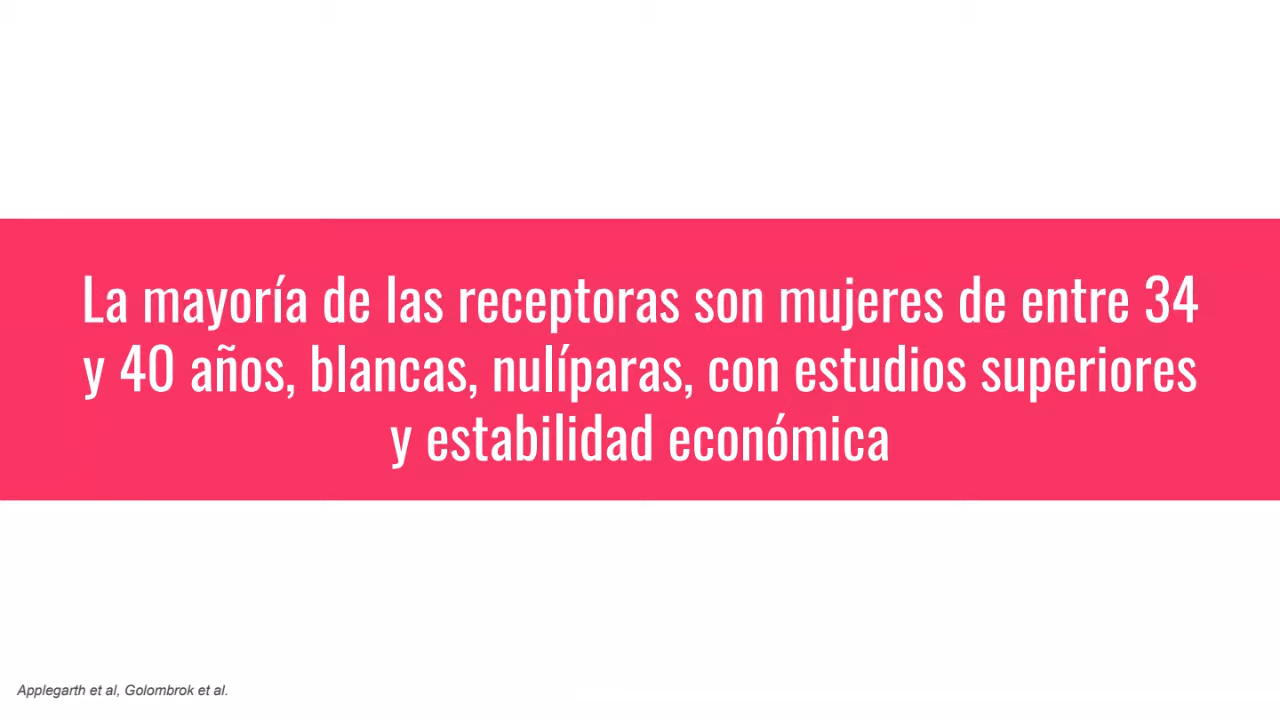 La mayoría de las receptoras son mujeres de entre 34
y 40 años, blancas, nulíparas, con estudios superiores
y estabilidad económica
Applegarth et al, Golombrok et al.